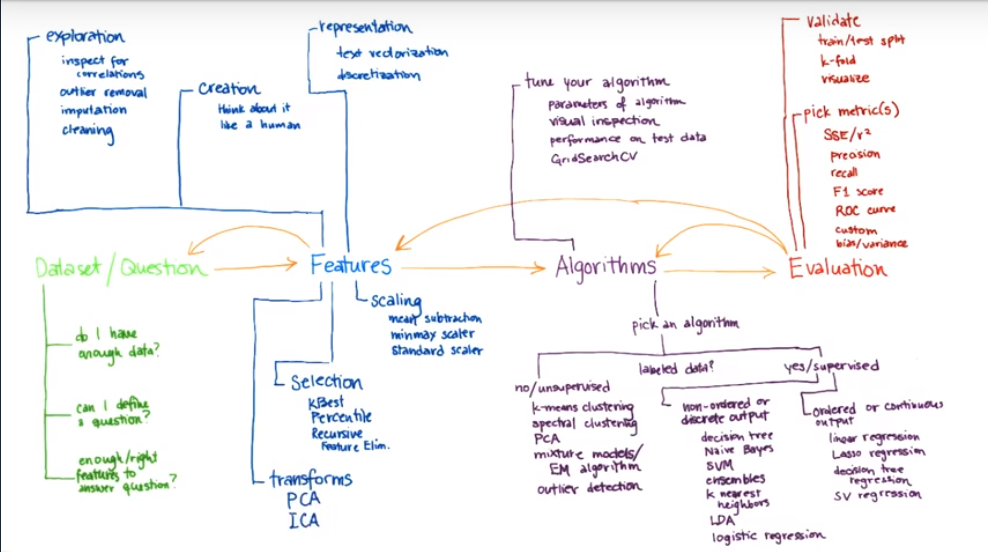 exploration
inspect for
correlations
outlier removal
imputation
cleaning
creation
think about it
like a human
representation
text vectorization
discretization
tune your algorithm
parameters of algorithm
visual inspection
performance on test data
GridSearchCV
validate
train/test split
k-fold
visualize
pick metric(s)
SSE/r²
precision
recall
F1 score
ROC curve
custom
bias/variance
Dataset/Question
Features
Algorithms
Evaluation
do I have
enough data?
can I define
a question?
enough/right
features to
answer question?
scaling
mean subtraction
minmax scaler
standard scaler
Selection
KBest
Percentile
Recursive
Feature Elim.
transforms
PCA
ICA
pick an algorithm
labeled data?
no/unsupervised
k-means clustering
spectral clustering
PCA
mixture models/
EM algorithm
outlier detection
yes/supervised
non-ordered or
discrete output
decision tree
Naive Bayes
SVM
ensembles
k nearest
neighbors
LDA
logistic regression
ordered or continuous
output
linear regression
Lasso regression
decision tree
regression
SV regression